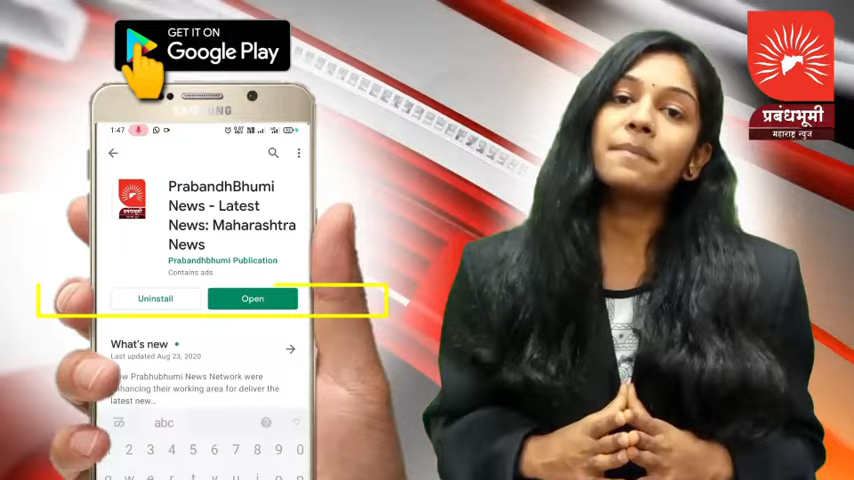 GET IT ON
Google Play
SAMSUNG
1:47
PrabandhBhumi
News - Latest
News: Maharashtra
News
Prabandhbhumi Publication
Contains ads
Uninstall
Open
What's new
Last updated Aug 23, 2020
Now Prabhubhumi News Network were
enhancing their working area for deliver the
latest new...
abc
2 3 4 5 6 7 8 9 0
w e r t y u i o
प्रबंधभूमी
महाराष्ट्र न्यूज